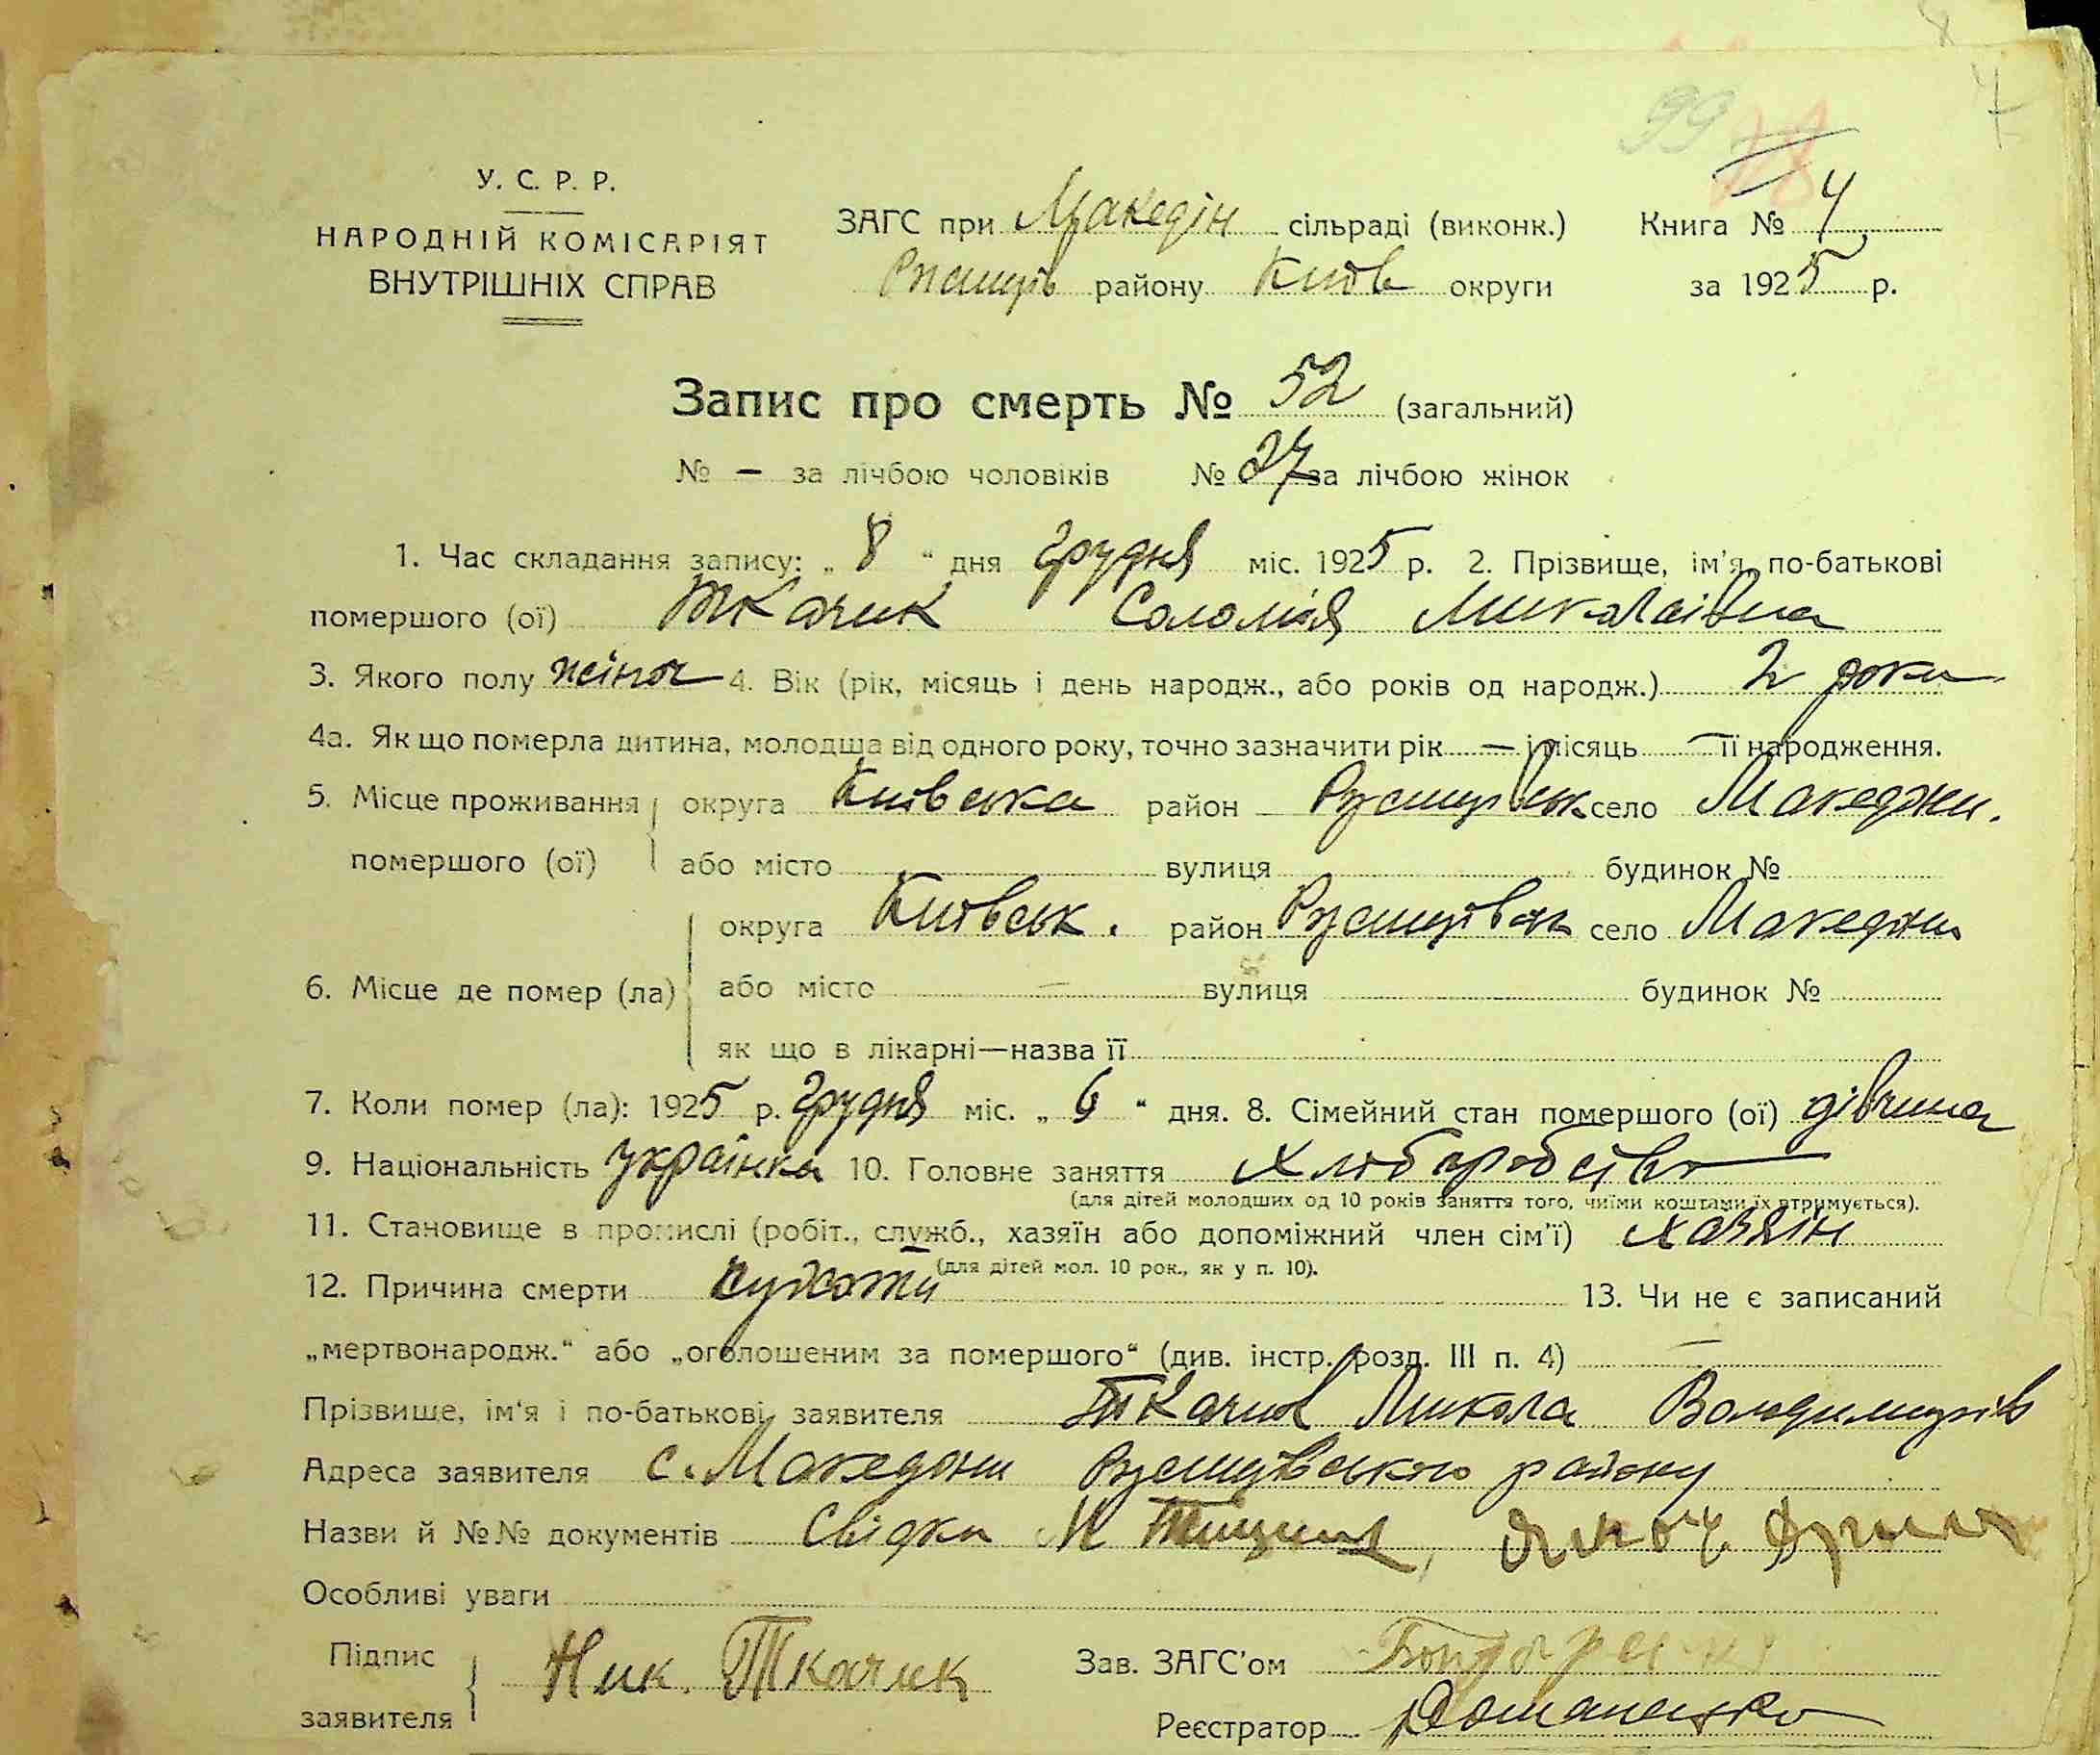 99
У. С. Р. Р.
НАРОДНІЙ КОМІСАРІЯТ
ВНУТРІШНІХ СПРАВ
ЗАГС при Македін сільраді (виконк.) Книга № 4
Ржищів району Київ округи за 1925 р.
Запис про смерть № 52 (загальний)
№ — за лічбою чоловіків № 27 за лічбою жінок
1. Час складання запису: „ 8 “ дня грудня міс. 1925 р. 2. Прізвище, ім'я, по-батькові
помершого (ої) Ткачик Соломія Миколаівна
3. Якого полу жіноч 4. Вік (рік, місяць і день народж., або років од народж.) 2 роки
4а. Як що померла дитина, молодша від одного року, точно зазначити рік — і місяць — її народження.
5. Місце проживання округа Київська район Ржищівськ село Македони.
помершого (ої) або місто вулиця будинок №
округа Київськ. район Ржищівськ село Македони
6. Місце де помер (ла) або місто — вулиця будинок №
як що в лікарні—назва її
7. Коли помер (ла): 1925 р. грудня міс. „ 6 “ дня. 8. Сімейний стан помершого (ої) дівчина
9. Національність українка 10. Головне заняття хліборобство
(для дітей молодших од 10 років заняття того, чиїми коштами їх втримується).
11. Становище в промислі (робіт., служб., хазяїн або допоміжний член сім'ї) хазяін
(для дітей мол. 10 рок., як у п. 10).
12. Причина смерти сухоти 13. Чи не є записаний
„мертвонародж.“ або „оголошеним за помершого“ (див. інстр. розд. III п. 4) —
Прізвище, ім'я і по-батькові заявителя Ткачик Микола Володимирів
Адреса заявителя с. Македони Ржищівського району
Назви й №№ документів Свідки
Особливі уваги
Підпис
заявителя Ник. Ткачик
Зав. ЗАГС'ом
Реєстратор Романенко